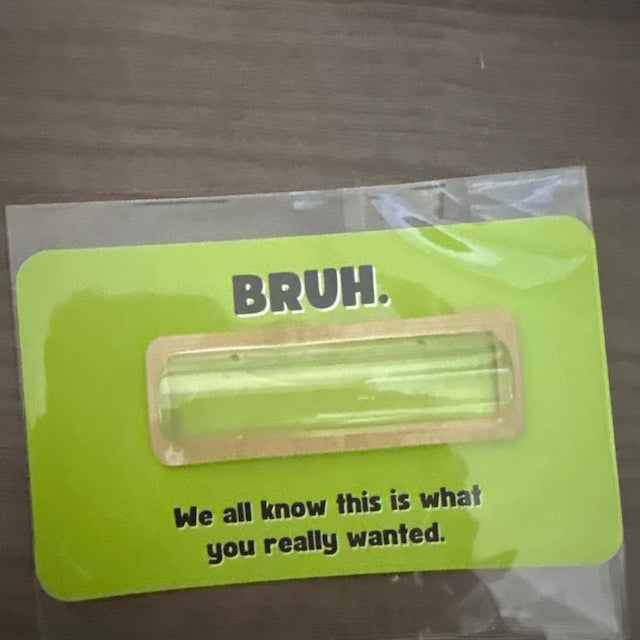 BRUH.
We all know this is what
you really wanted.